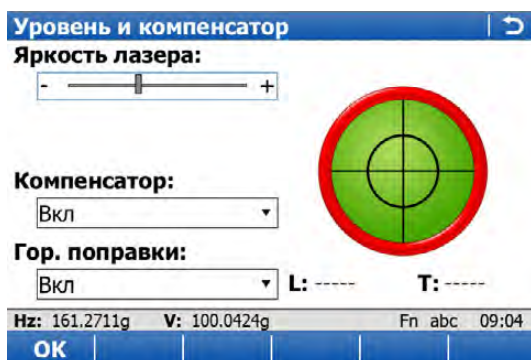 Уровень и компенсатор
Яркость лазера:
- +
Компенсатор:
Вкл
Гор. поправки:
Вкл
L: ----- T: -----
Hz: 161.2711g V: 100.0424g Fn abc 09:04
OK